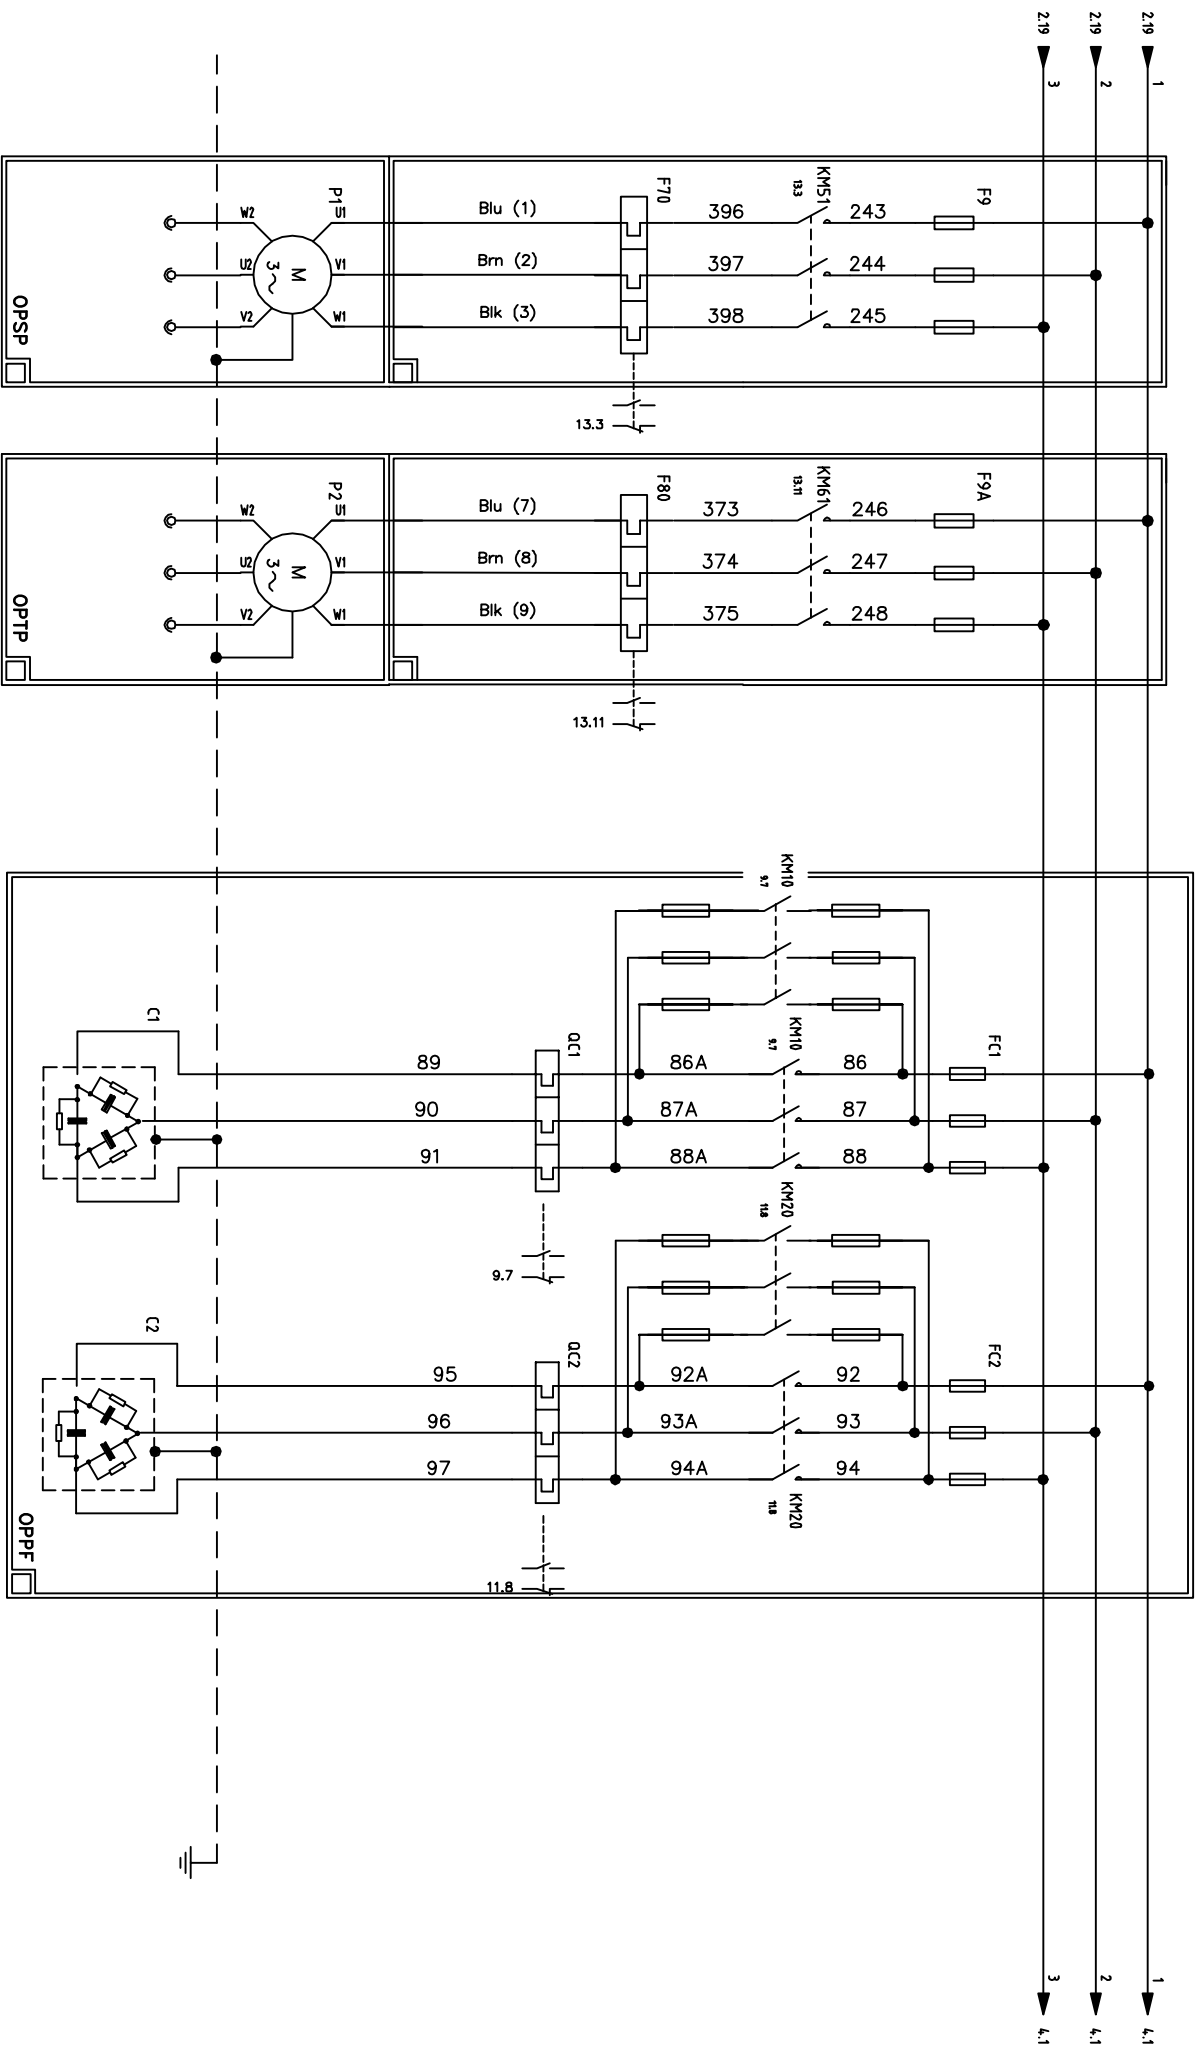 2.19
2.19
2.19
3
2
1
F9
KM51
13.3
F70
P1
243
396
Blu (1)
U1
W2
244
397
Brn (2)
V1
U2
M
3~
245
398
Blk (3)
W1
V2
OPSP
13.3
F9A
KM61
13.11
F80
P2
246
373
Blu (7)
U1
W2
247
374
Brn (8)
V1
U2
M
3~
248
375
Blk (9)
W1
V2
OPTP
13.11
KM10
9.7
FC1
KM10
9.7
QC1
C1
86
86A
89
87
87A
90
88
88A
91
KM20
11.8
9.7
FC2
QC2
C2
92
92A
95
93
93A
96
94
94A
97
KM20
11.8
OPPF
11.8
3
2
1
4.1
4.1
4.1